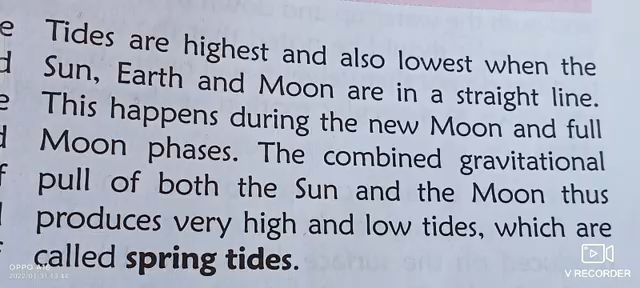 e Tides are highest and also lowest when the
d Sun, Earth and Moon are in a straight line.
e This happens during the new Moon and full
d Moon phases. The combined gravitational
f pull of both the Sun and the Moon thus
produces very high and low tides, which are
called spring tides.
OPPO A16
V RECORDER